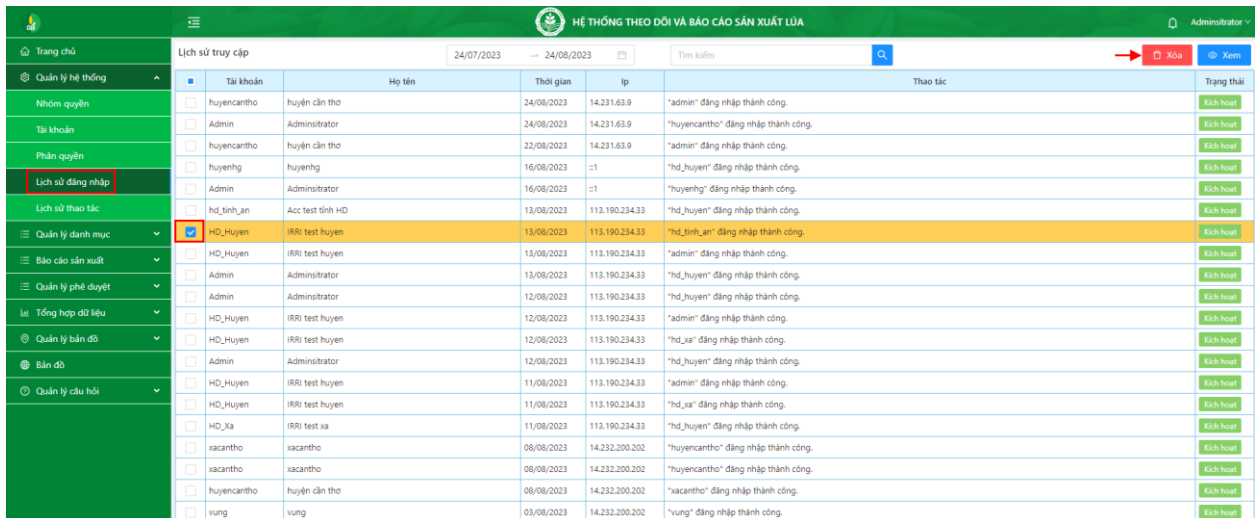 HỆ THỐNG THEO DÕI VÀ BÁO CÁO SẢN XUẤT LÚA
Adminsitrator
Trang chủ
Quản lý hệ thống
Nhóm quyền
Tài khoản
Phân quyền
Lịch sử đăng nhập
Lịch sử thao tác
Quản lý danh mục
Báo cáo sản xuất
Quản lý phê duyệt
Tổng hợp dữ liệu
Quản lý bản đồ
Bản đồ
Quản lý câu hỏi
Lịch sử truy cập 24/07/2023 → 24/08/2023 Tìm kiếm Xóa Xem
Tài khoản Họ tên Thời gian Ip Thao tác Trạng thái
huyencantho huyện cần thơ 24/08/2023 14.231.63.9 "admin" đăng nhập thành công. Kích hoạt
Admin Adminsitrator 24/08/2023 14.231.63.9 "huyencantho" đăng nhập thành công. Kích hoạt
huyencantho huyện cần thơ 22/08/2023 14.231.63.9 "admin" đăng nhập thành công. Kích hoạt
huyenhg huyenhg 16/08/2023 ::1 "hd_huyen" đăng nhập thành công. Kích hoạt
Admin Adminsitrator 16/08/2023 ::1 "huyenhg" đăng nhập thành công. Kích hoạt
hd_tinh_an Acc test tỉnh HD 13/08/2023 113.190.234.33 "hd_huyen" đăng nhập thành công. Kích hoạt
HD_Huyen IRRI test huyen 13/08/2023 113.190.234.33 "hd_tinh_an" đăng nhập thành công. Kích hoạt
HD_Huyen IRRI test huyen 13/08/2023 113.190.234.33 "admin" đăng nhập thành công. Kích hoạt
Admin Adminsitrator 13/08/2023 113.190.234.33 "hd_huyen" đăng nhập thành công. Kích hoạt
Admin Adminsitrator 12/08/2023 113.190.234.33 "hd_huyen" đăng nhập thành công. Kích hoạt
HD_Huyen IRRI test huyen 12/08/2023 113.190.234.33 "admin" đăng nhập thành công. Kích hoạt
HD_Huyen IRRI test huyen 12/08/2023 113.190.234.33 "hd_xa" đăng nhập thành công. Kích hoạt
Admin Adminsitrator 12/08/2023 113.190.234.33 "hd_huyen" đăng nhập thành công. Kích hoạt
HD_Huyen IRRI test huyen 11/08/2023 113.190.234.33 "admin" đăng nhập thành công. Kích hoạt
HD_Huyen IRRI test huyen 11/08/2023 113.190.234.33 "hd_xa" đăng nhập thành công. Kích hoạt
HD_Xa IRRI test xa 11/08/2023 113.190.234.33 "hd_huyen" đăng nhập thành công. Kích hoạt
xacantho xacantho 08/08/2023 14.232.200.202 "huyencantho" đăng nhập thành công. Kích hoạt
xacantho xacantho 08/08/2023 14.232.200.202 "huyencantho" đăng nhập thành công. Kích hoạt
huyencantho huyện cần thơ 08/08/2023 14.232.200.202 "xacantho" đăng nhập thành công. Kích hoạt
vung vung 03/08/2023 14.232.200.202 "vung" đăng nhập thành công. Kích hoạt